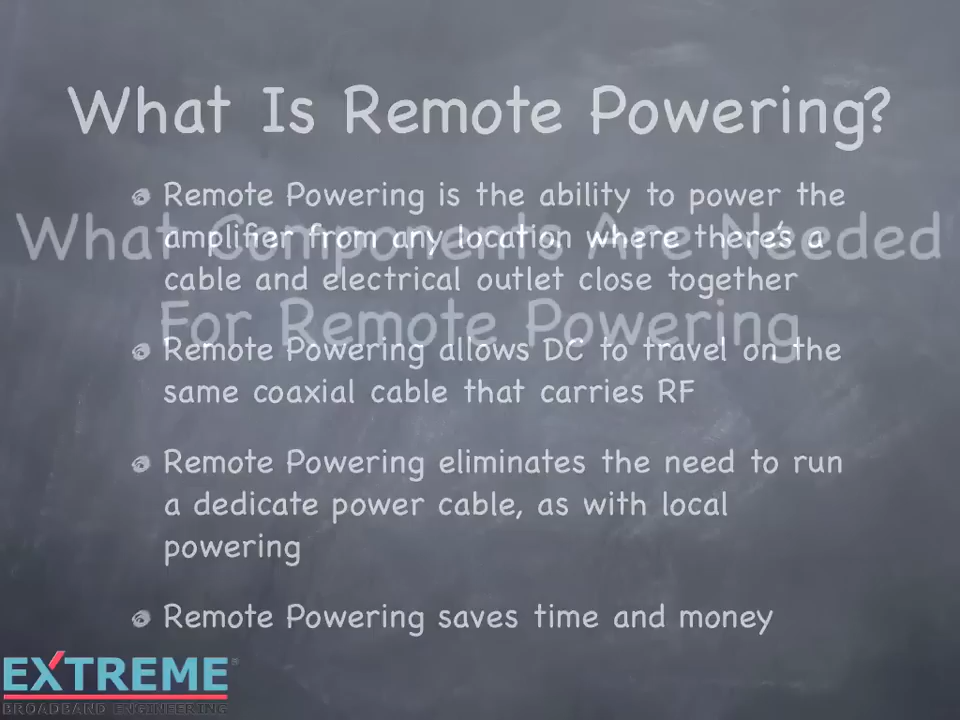 What Is Remote Powering?
Remote Powering is the ability to power the
amplifier from any location where there's a
cable and electrical outlet close together
What Components Are Needed
For Remote Powering
Remote Powering allows DC to travel on the
same coaxial cable that carries RF
Remote Powering eliminates the need to run
a dedicate power cable, as with local
powering
Remote Powering saves time and money
EXTREME
BROADBAND ENGINEERING